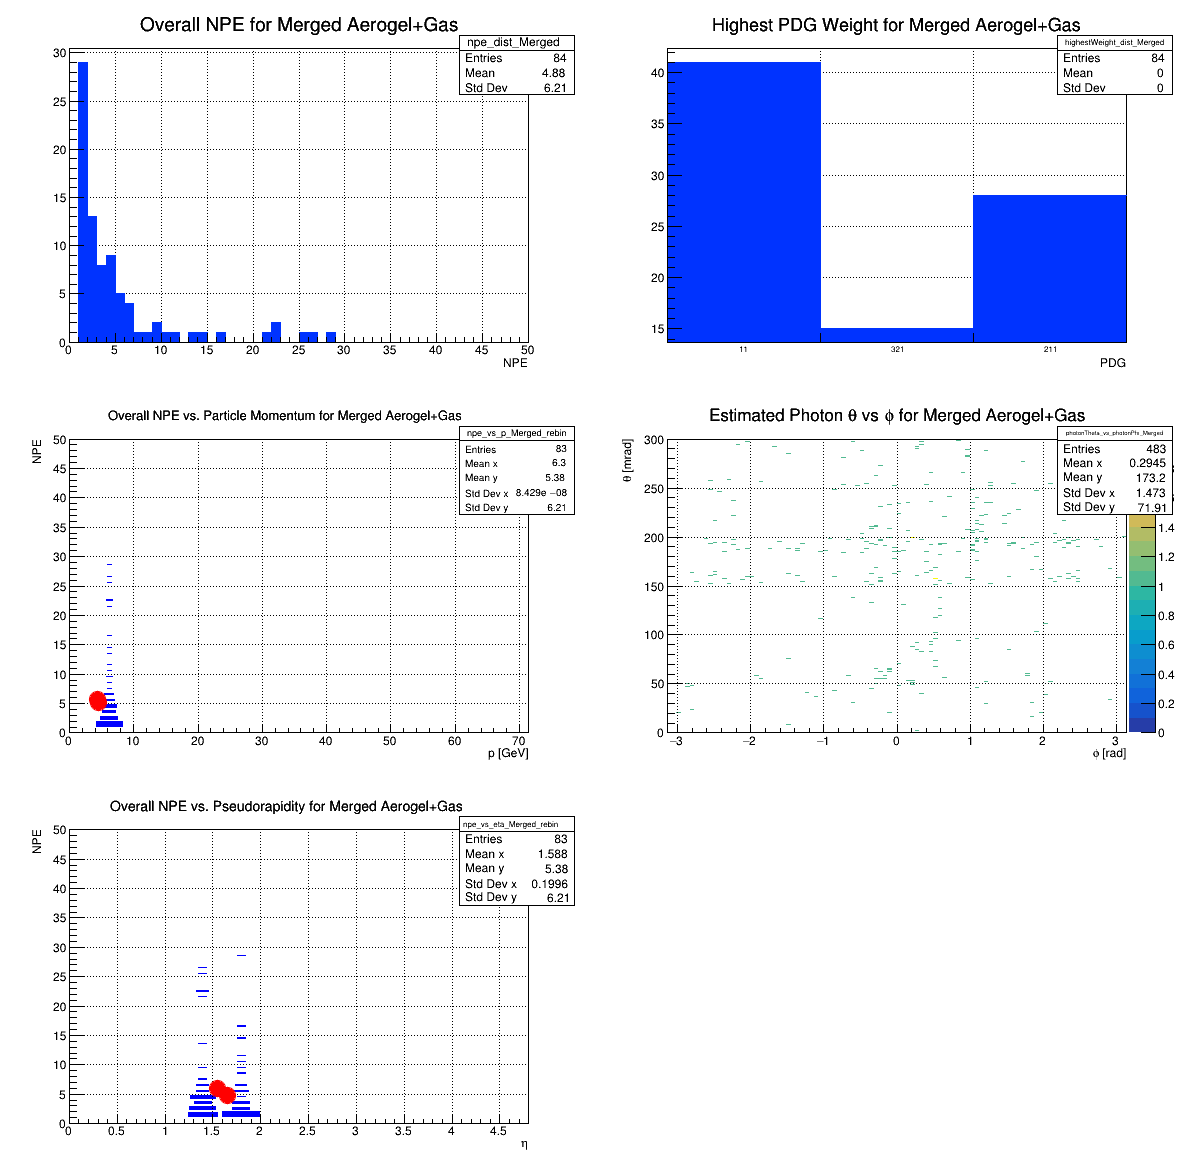 Overall NPE for Merged Aerogel+Gas
npe_dist_Merged
Entries 84
Mean 4.88
Std Dev 6.21
30
25
20
15
10
5
0 5 10 15 20 25 30 35 40 45 50
NPE
Highest PDG Weight for Merged Aerogel+Gas
highestWeight_dist_Merged
Entries 84
Mean 0
Std Dev 0
40
35
30
25
20
15
11 321 211
PDG
Overall NPE vs. Particle Momentum for Merged Aerogel+Gas
NPE
npe_vs_p_Merged_rebin
Entries 83
Mean x 6.3
Mean y 5.38
Std Dev x 8.429e −08
Std Dev y 6.21
50
45
40
35
30
25
20
15
10
5
0
0 10 20 30 40 50 60 70
p [GeV]
Estimated Photon θ vs ϕ for Merged Aerogel+Gas
θ [mrad]
photonTheta_vs_photonPhi_Merged
Entries 483
Mean x 0.2945
Mean y 173.2
Std Dev x 1.473
Std Dev y 71.91
300
250
200
150
100
50
0
−3 −2 −1 0 1 2 3
ϕ [rad]
1.4
1.2
1
0.8
0.6
0.4
0.2
0
Overall NPE vs. Pseudorapidity for Merged Aerogel+Gas
NPE
npe_vs_eta_Merged_rebin
Entries 83
Mean x 1.588
Mean y 5.38
Std Dev x 0.1996
Std Dev y 6.21
50
45
40
35
30
25
20
15
10
5
0
0 0.5 1 1.5 2 2.5 3 3.5 4 4.5
η